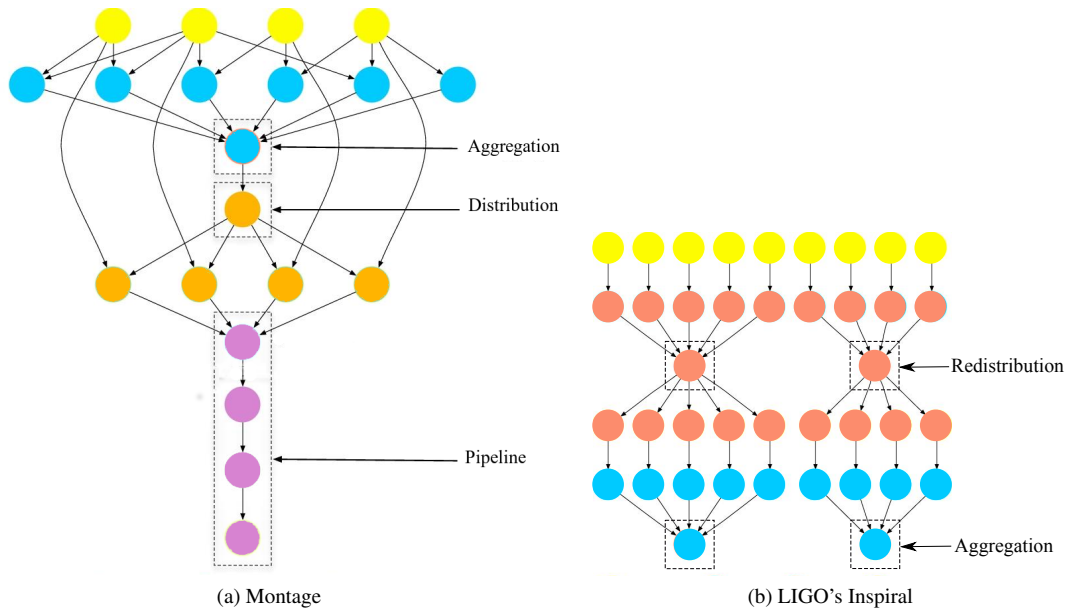 Aggregation
Distribution
Pipeline
(a) Montage
Redistribution
Aggregation
(b) LIGO's Inspiral